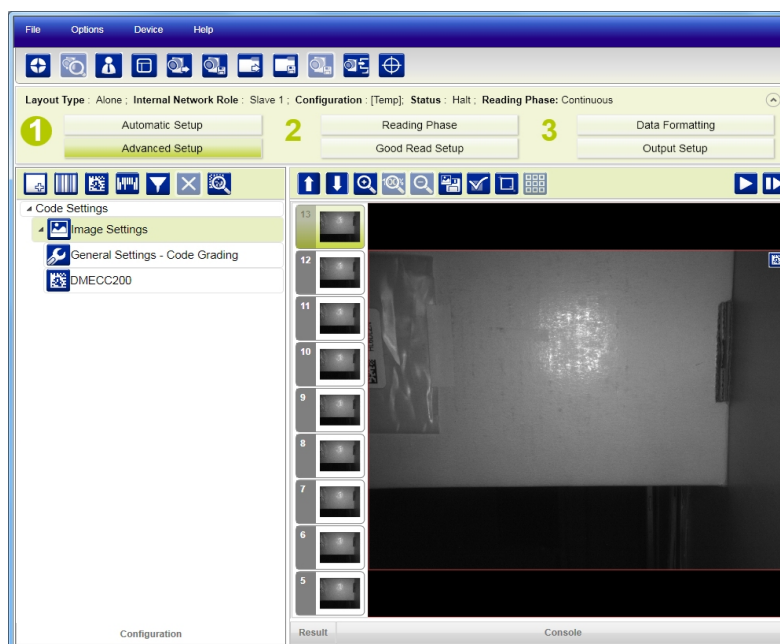 File Options Device Help
Layout Type : Alone ; Internal Network Role : Slave 1 ; Configuration : [Temp]; Status : Halt ; Reading Phase: Continuous
1 Automatic Setup 2 Reading Phase 3 Data Formatting
Advanced Setup Good Read Setup Output Setup
Code Settings
Image Settings
General Settings - Code Grading
DMECC200
13
12
11
10
9
8
7
6
5
Configuration Result Console